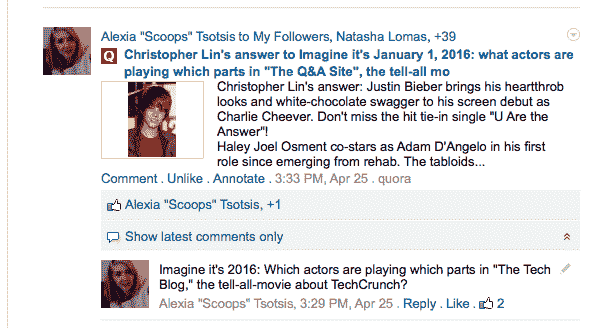 Alexia "Scoops" Tsotsis to My Followers, Natasha Lomas, +39
Q Christopher Lin's answer to Imagine it's January 1, 2016: what actors are
playing which parts in "The Q&A Site", the tell-all mo
Christopher Lin's answer: Justin Bieber brings his heartthrob
looks and white-chocolate swagger to his screen debut as
Charlie Cheever. Don't miss the hit tie-in single "U Are the
Answer"!
Haley Joel Osment co-stars as Adam D'Angelo in his first
role since emerging from rehab. The tabloids...
Comment . Unlike . Annotate . 3:33 PM, Apr 25 . quora
Alexia "Scoops" Tsotsis, +1
Show latest comments only
Imagine it's 2016: Which actors are playing which parts in "The Tech
Blog," the tell-all-movie about TechCrunch?
Alexia "Scoops" Tsotsis, 3:29 PM, Apr 25 . Reply . Like . 2